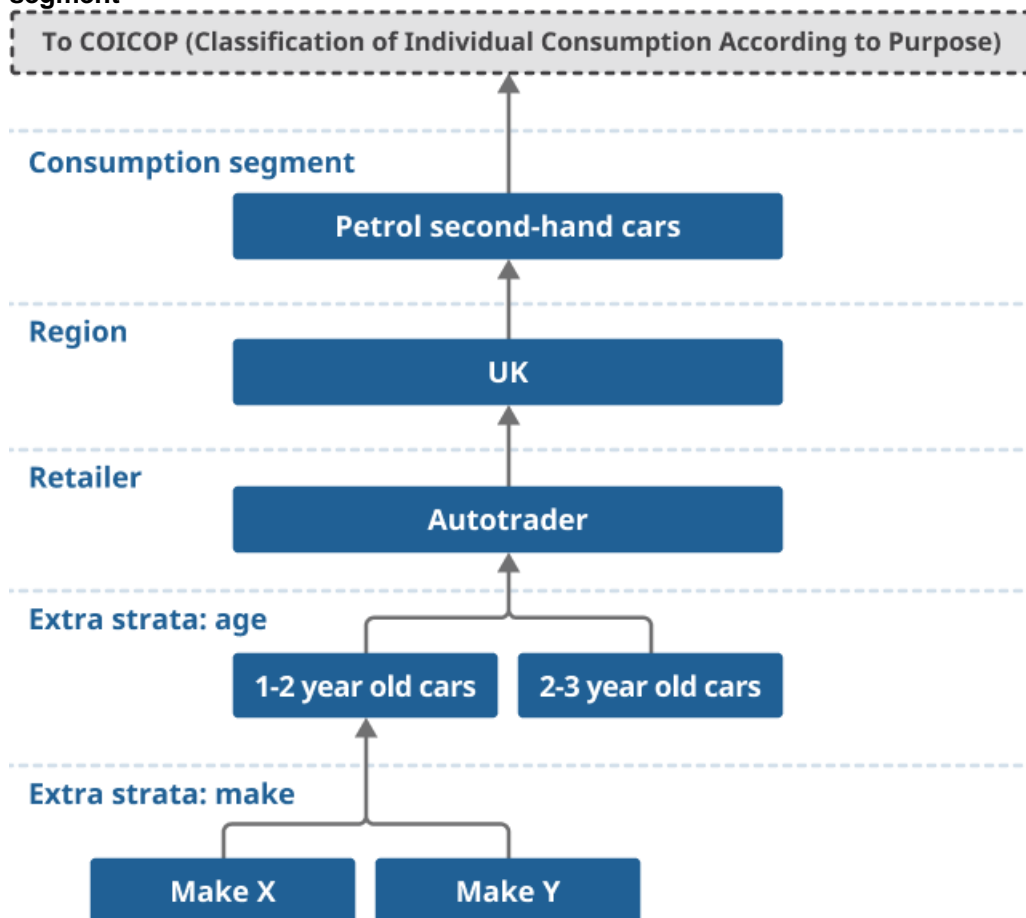 segment
To COICOP (Classification of Individual Consumption According to Purpose)
Consumption segment
Petrol second-hand cars
Region
UK
Retailer
Autotrader
Extra strata: age
1-2 year old cars
2-3 year old cars
Extra strata: make
Make X
Make Y